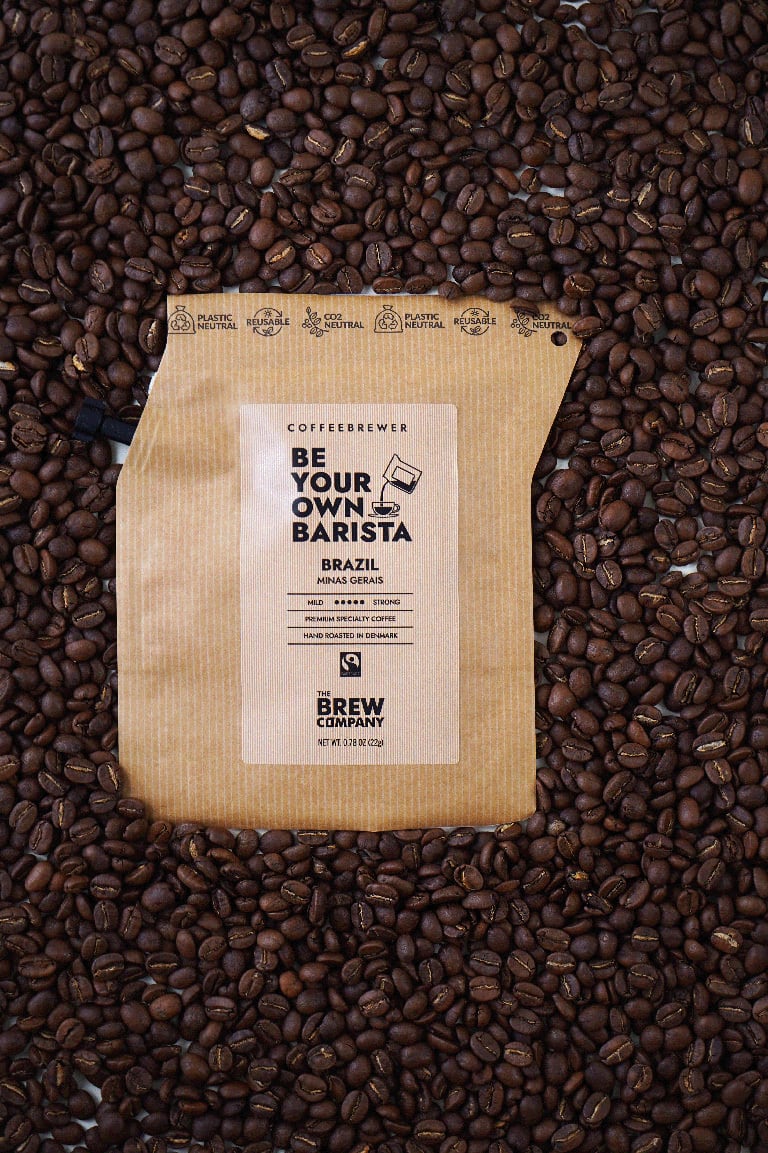 PLASTIC
NEUTRAL
REUSABLE
CO2
NEUTRAL
PLASTIC
NEUTRAL
REUSABLE
CO2
NEUTRAL
COFFEEBREWER
BE
YOUR
OWN
BARISTA
BRAZIL
MINAS GERAIS
MILD ●●●●● STRONG
PREMIUM SPECIALTY COFFEE
HAND ROASTED IN DENMARK
THE
BREW
COMPANY
NET WT. 0.78 OZ (22g)